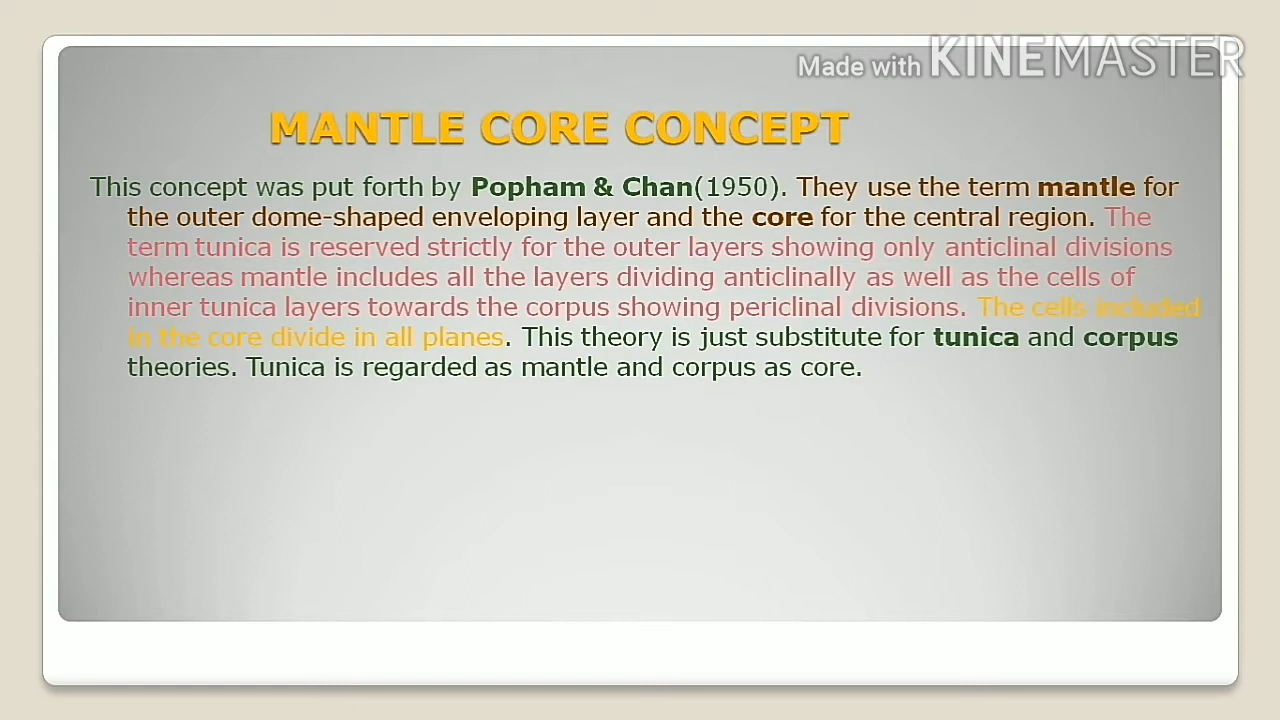 Made with KINEMASTER
MANTLE CORE CONCEPT
This concept was put forth by Popham & Chan(1950). They use the term mantle for
the outer dome-shaped enveloping layer and the core for the central region. The
term tunica is reserved strictly for the outer layers showing only anticlinal divisions
whereas mantle includes all the layers dividing anticlinally as well as the cells of
inner tunica layers towards the corpus showing periclinal divisions. The cells included
in the core divide in all planes. This theory is just substitute for tunica and corpus
theories. Tunica is regarded as mantle and corpus as core.